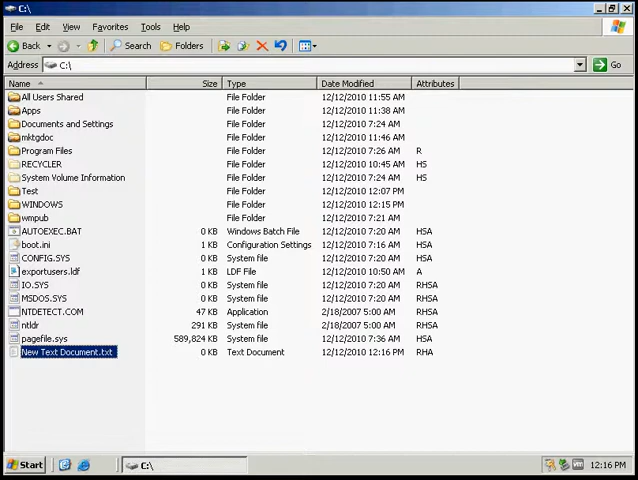 C:\
File Edit View Favorites Tools Help
Back Search Folders
Address C:\ Go
Name Size Type Date Modified Attributes
All Users Shared File Folder 12/12/2010 11:55 AM
Apps File Folder 12/12/2010 11:38 AM
Documents and Settings File Folder 12/12/2010 7:24 AM
mktgdoc File Folder 12/12/2010 11:46 AM
Program Files File Folder 12/12/2010 7:26 AM R
RECYCLER File Folder 12/12/2010 10:45 AM HS
System Volume Information File Folder 12/12/2010 7:24 AM HS
Test File Folder 12/12/2010 12:07 PM
WINDOWS File Folder 12/12/2010 12:15 PM
wmpub File Folder 12/12/2010 7:21 AM
AUTOEXEC.BAT 0 KB Windows Batch File 12/12/2010 7:20 AM HSA
boot.ini 1 KB Configuration Settings 12/12/2010 7:16 AM HSA
CONFIG.SYS 0 KB System file 12/12/2010 7:20 AM HSA
exportusers.ldf 1 KB LDF File 12/12/2010 10:50 AM A
IO.SYS 0 KB System file 12/12/2010 7:20 AM RHSA
MSDOS.SYS 0 KB System file 12/12/2010 7:20 AM RHSA
NTDETECT.COM 47 KB Application 2/18/2007 5:00 AM RHSA
ntldr 291 KB System file 2/18/2007 5:00 AM RHSA
pagefile.sys 589,824 KB System file 12/12/2010 7:36 AM HSA
New Text Document.txt 0 KB Text Document 12/12/2010 12:16 PM RHA
Start C:\ 12:16 PM